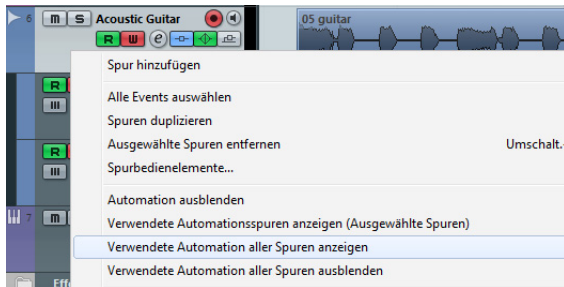 6 M S Acoustic Guitar
05 guitar
R W e
Spur hinzufügen
R
Alle Events auswählen
Spuren duplizieren
R
Ausgewählte Spuren entfernen Umschalt.
Spurbedienelemente...
Automation ausblenden
7 m
Verwendete Automationsspuren anzeigen (Ausgewählte Spuren)
Verwendete Automation aller Spuren anzeigen
Verwendete Automation aller Spuren ausblenden